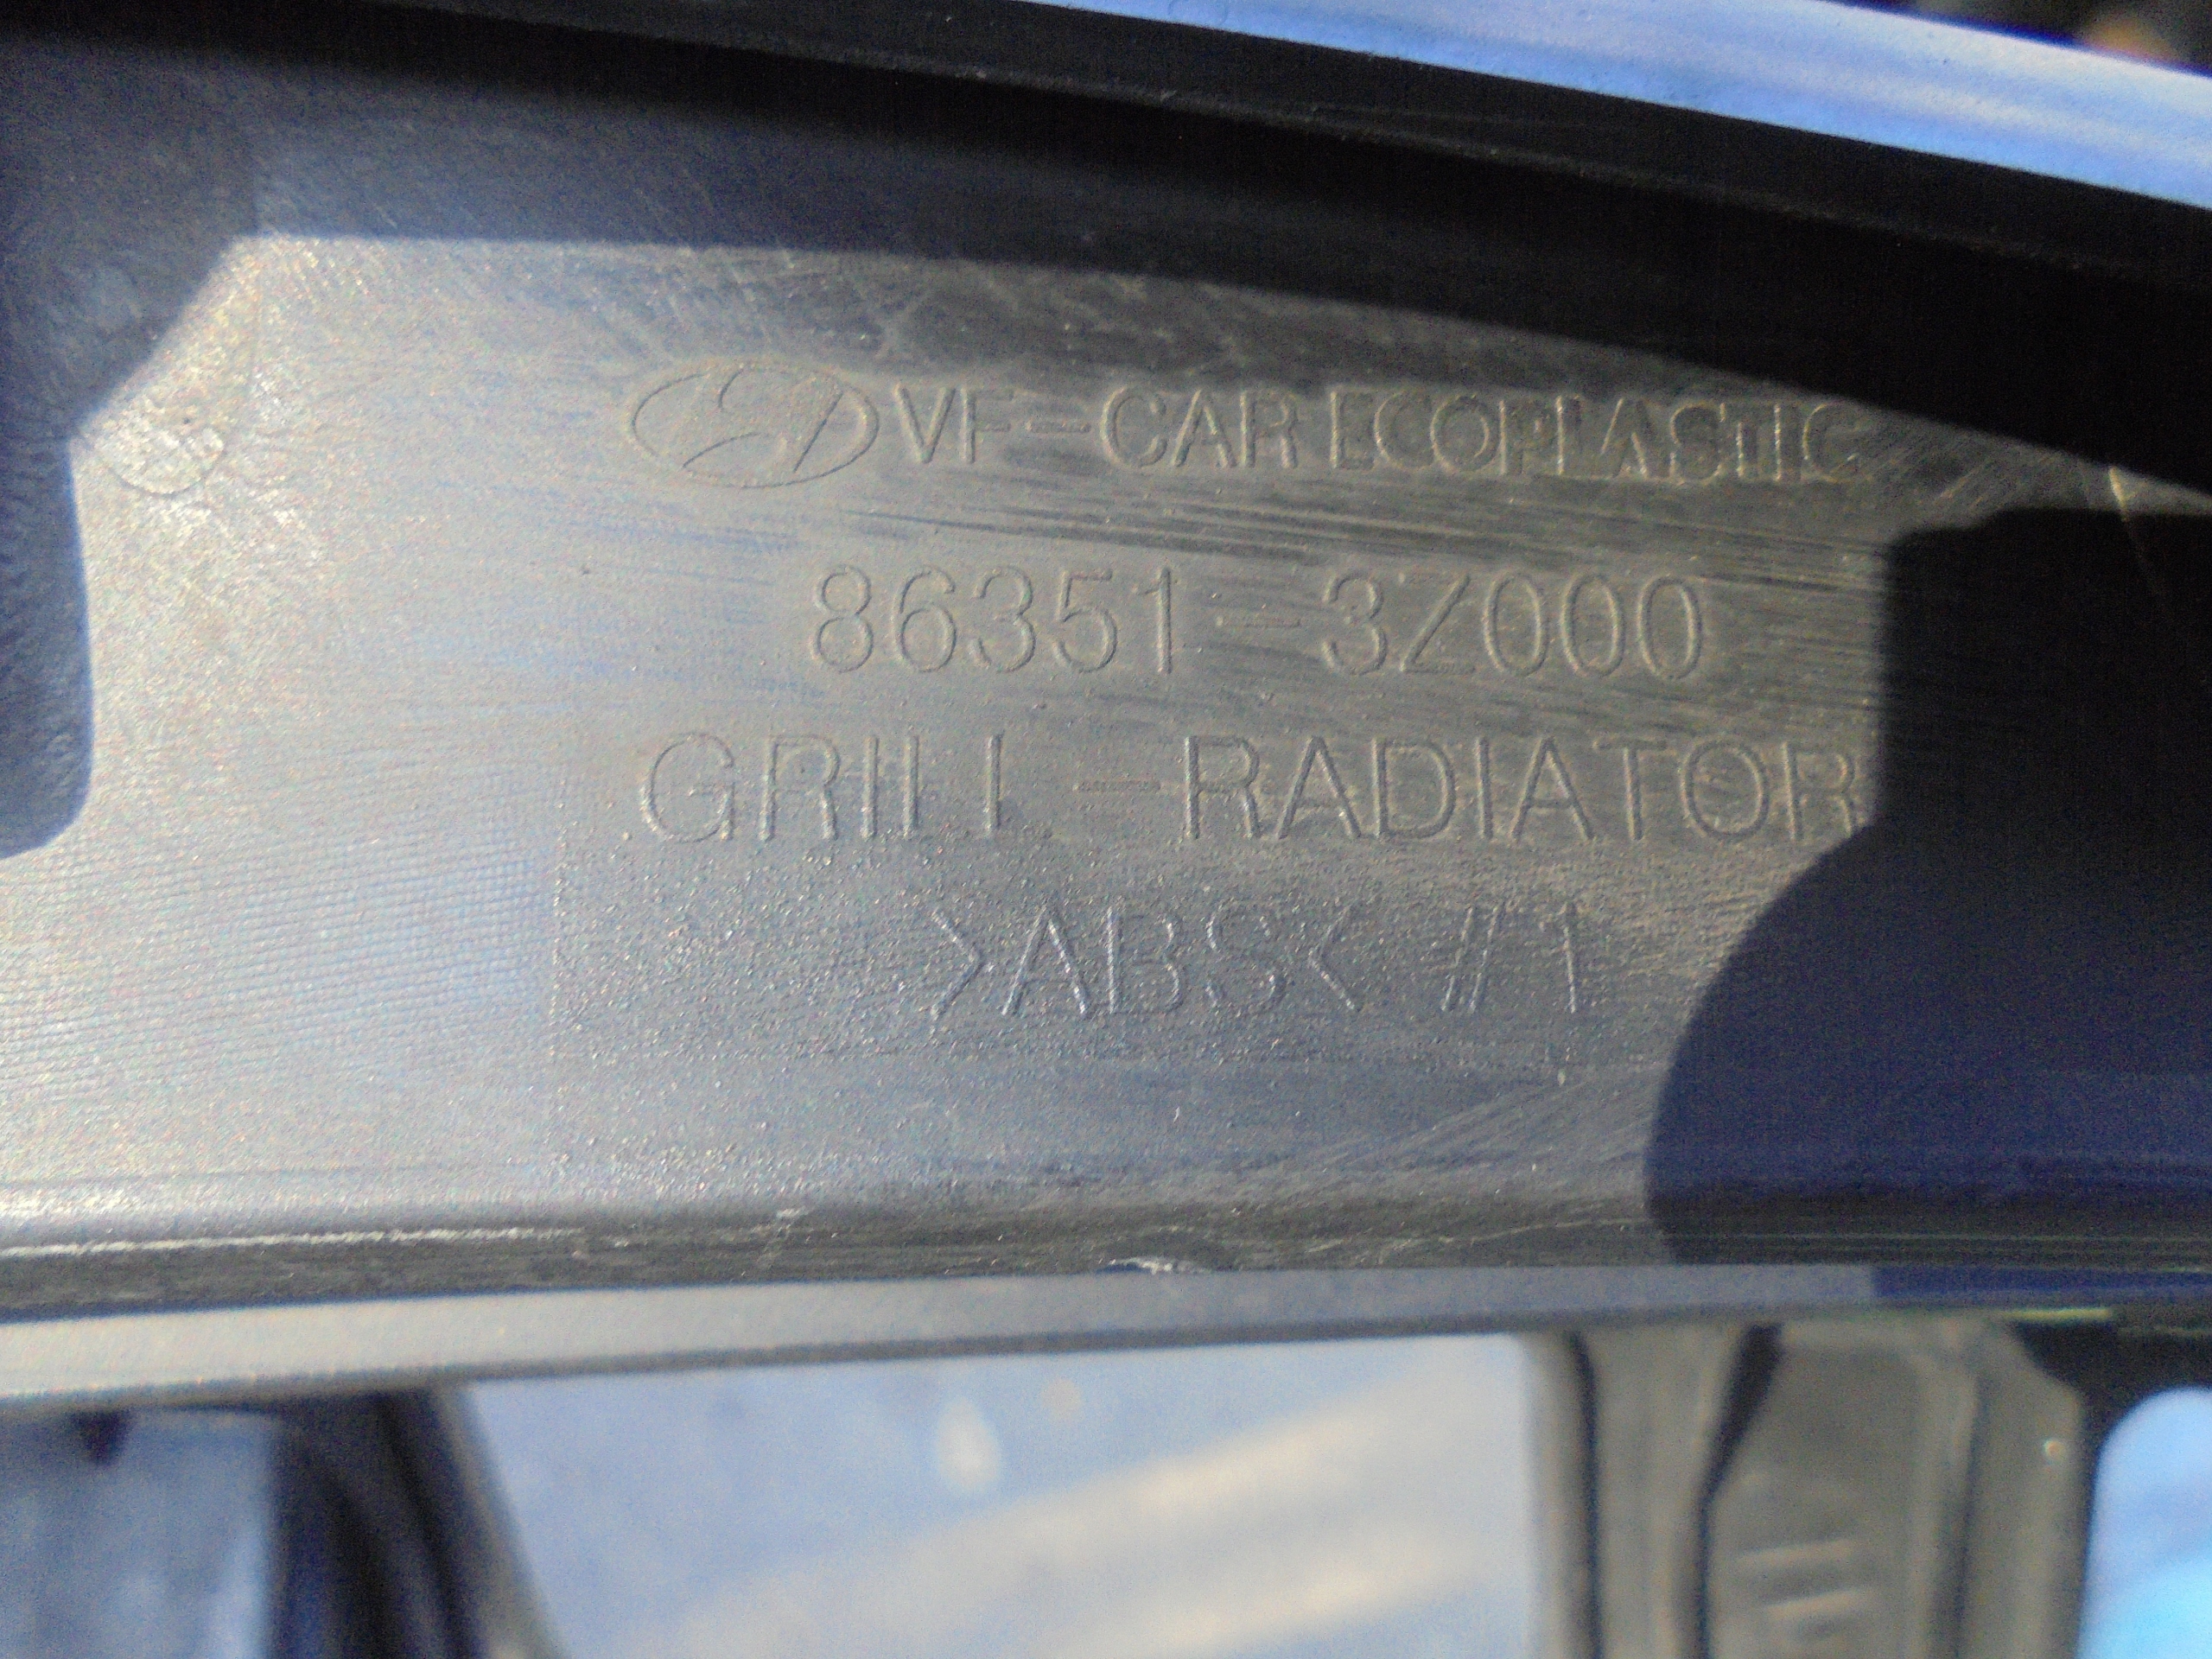 VF-CAR ECOPLASTIC
86351-3Z000
GRILL-RADIATOR
>ABS< #1